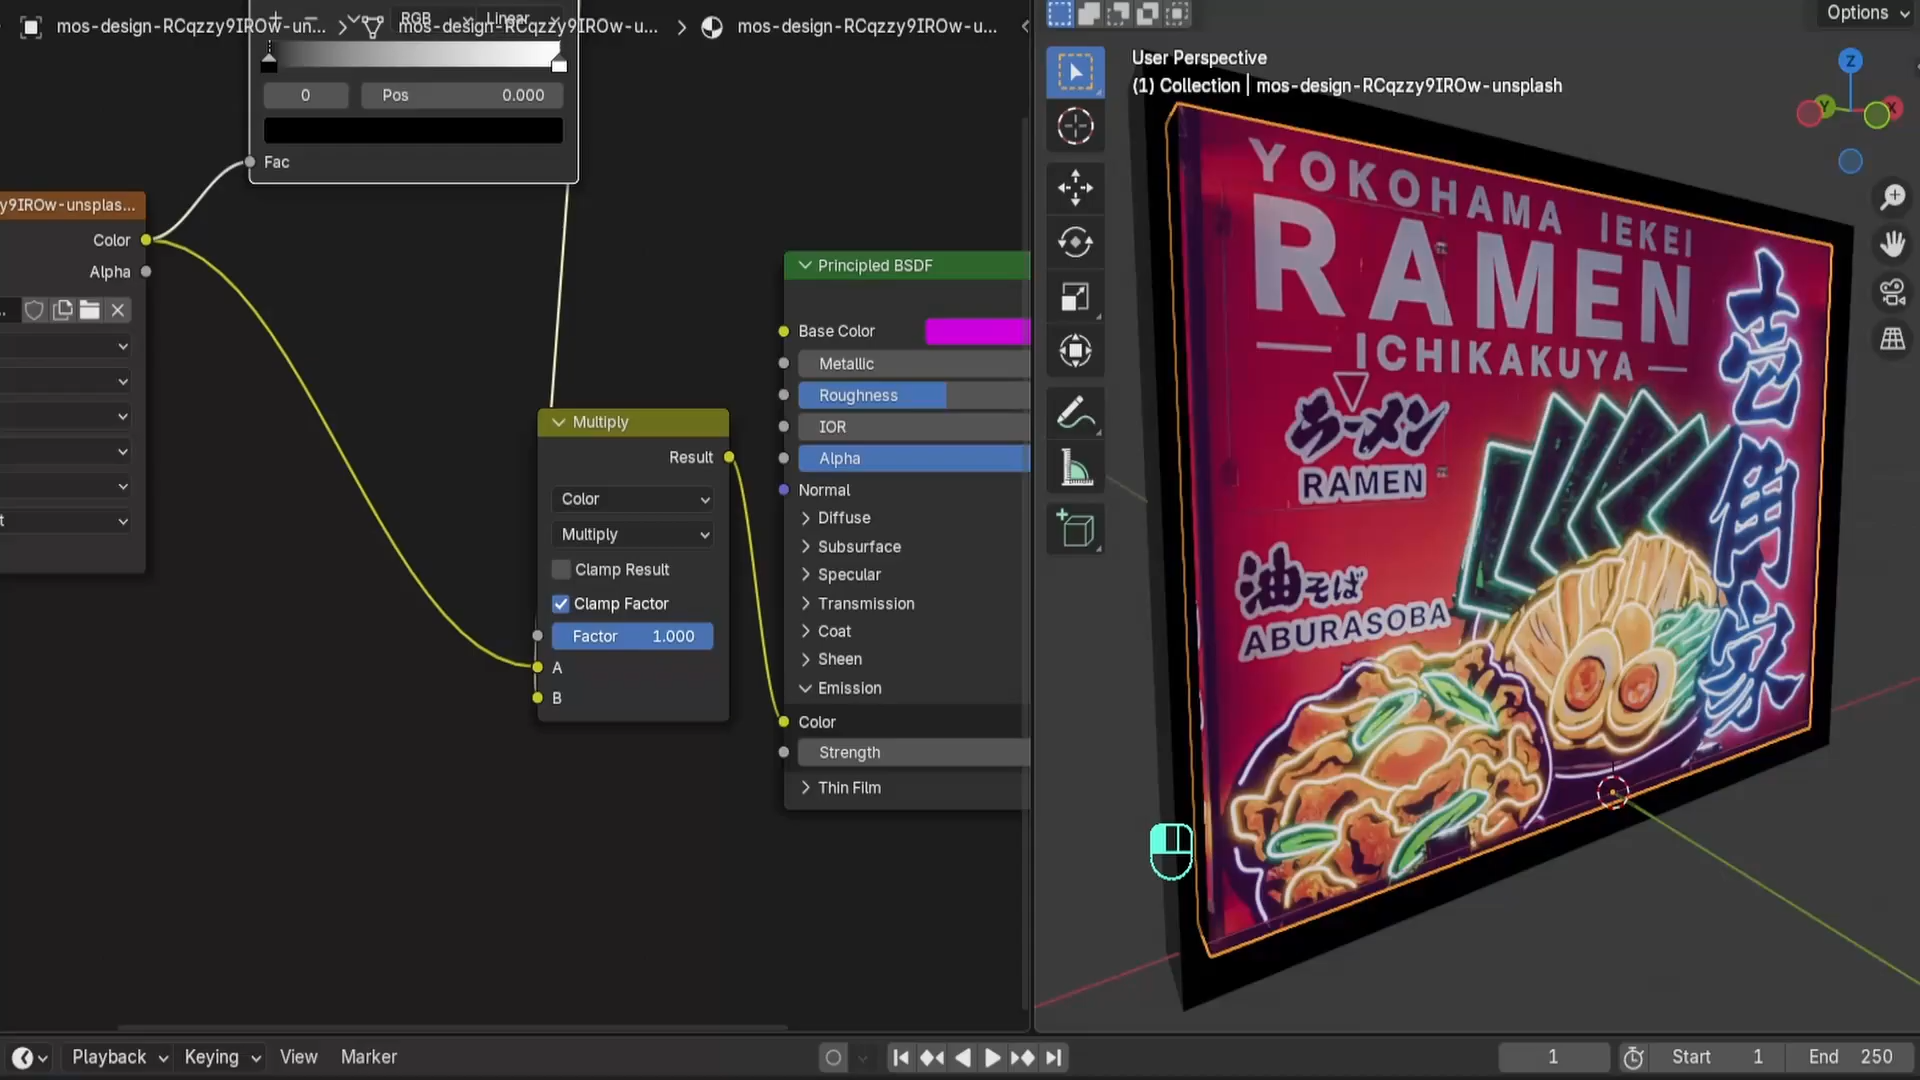 mos-design-RCqzzy9IROw-un...
mos-design-RCqzzy9IROw-u...
mos-design-RCqzzy9IROw-u...
RGB
Linear
0
Pos 0.000
Fac
y9IROw-unsplas...
Color
Alpha
t
Multiply
Result
Color
Multiply
Clamp Result
Clamp Factor
Factor 1.000
A
B
Principled BSDF
Base Color
Metallic
Roughness
IOR
Alpha
Normal
Diffuse
Subsurface
Specular
Transmission
Coat
Sheen
Emission
Color
Strength
Thin Film
Options
User Perspective
(1) Collection | mos-design-RCqzzy9IROw-unsplash
Z
Y
X
YOKOHAMA IEKEI
RAMEN
ICHIKAKUYA
壱角家
ラーメン
RAMEN
油そば
ABURASOBA
Playback
Keying
View
Marker
1
Start 1
End 250